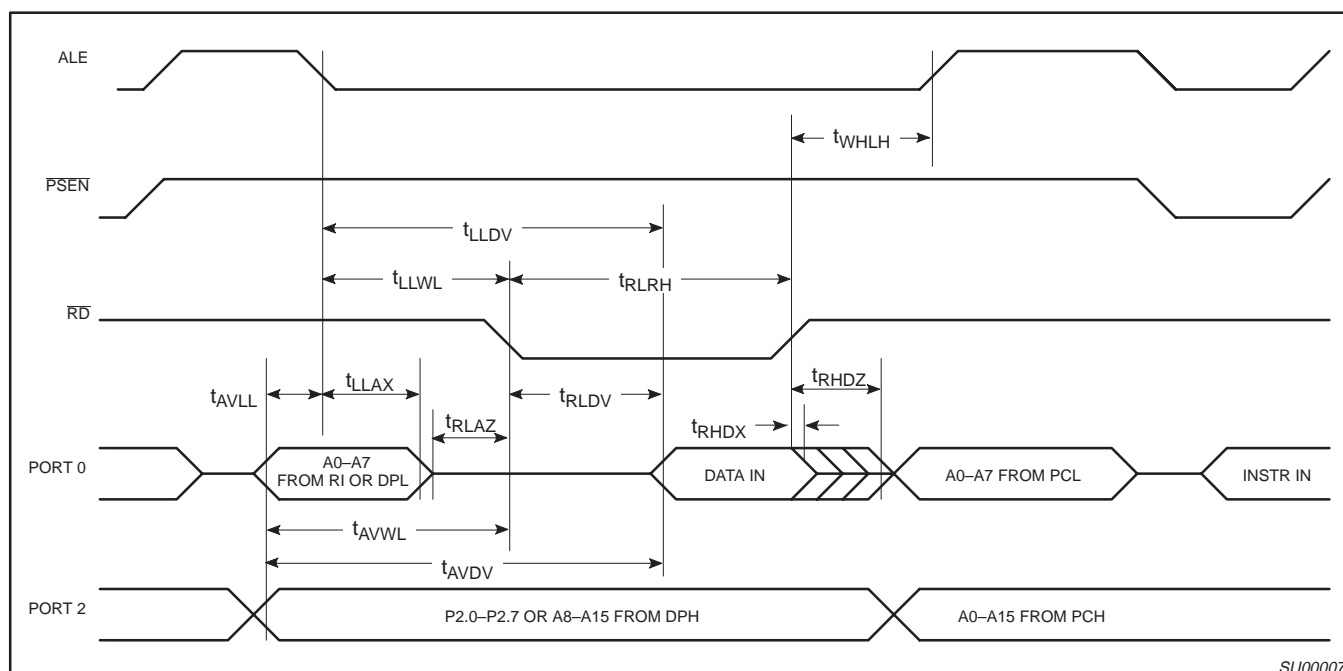 ALE
tWHLH
PSEN
tLLDV
tLLWL
tRLRH
RD
tAVLL
tLLAX
tRLDV
tRHDZ
tRLAZ
tRHDX
PORT 0
A0–A7
FROM RI OR DPL
DATA IN
A0–A7 FROM PCL
INSTR IN
tAVWL
tAVDV
PORT 2
P2.0–P2.7 OR A8–A15 FROM DPH
A0–A15 FROM PCH
SU00007